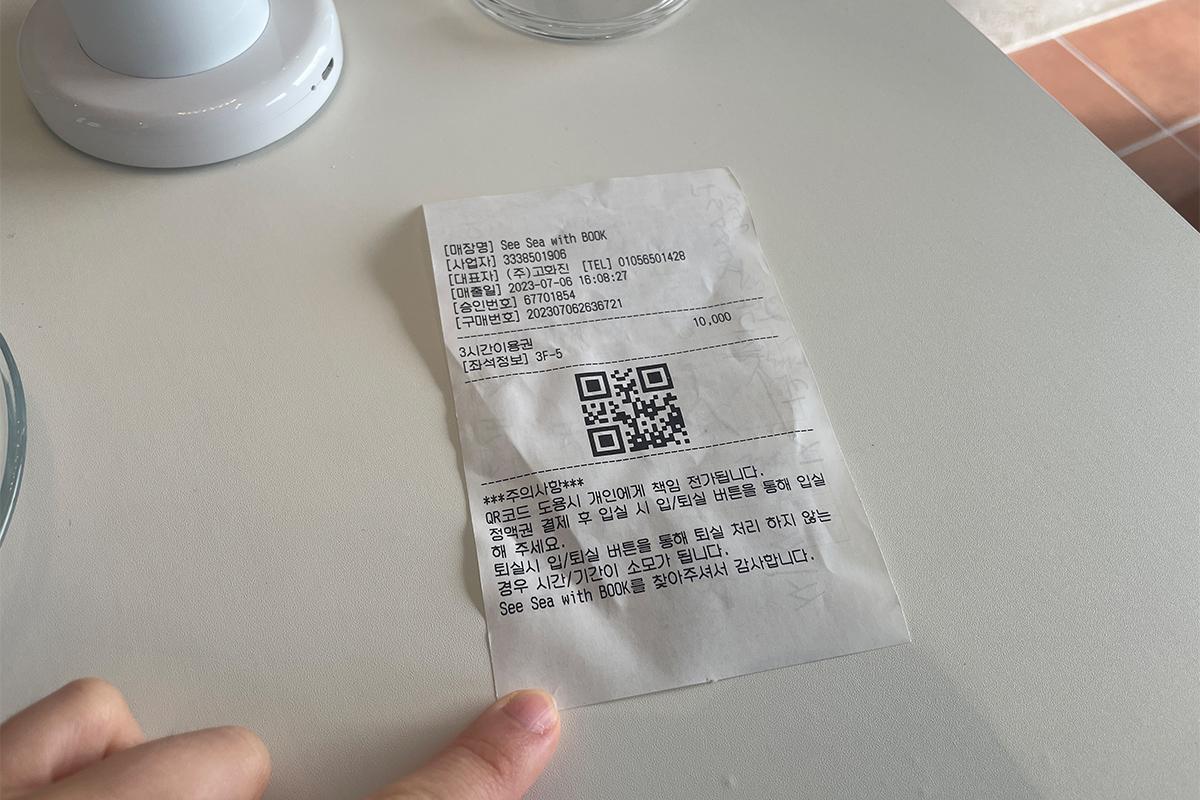 [매장명] See Sea with BOOK
[사업자] 3338501906
[대표자] (주)고화진 [TEL] 01056501428
[매출일] 2023-07-06 16:08:27
[승인번호] 67701854
[구매번호] 202307062636721
10,000
3시간이용권
[좌석정보] 3F-5
***주의사항***
QR코드 도용시 개인에게 책임 전가됩니다.
정액권 결제 후 입실 시 입/퇴실 버튼을 통해 입실
해 주세요.
퇴실시 입/퇴실 버튼을 통해 퇴실 처리 하지 않는
경우 시간/기간이 소모가 됩니다.
See Sea with BOOK를 찾아주셔서 감사합니다.